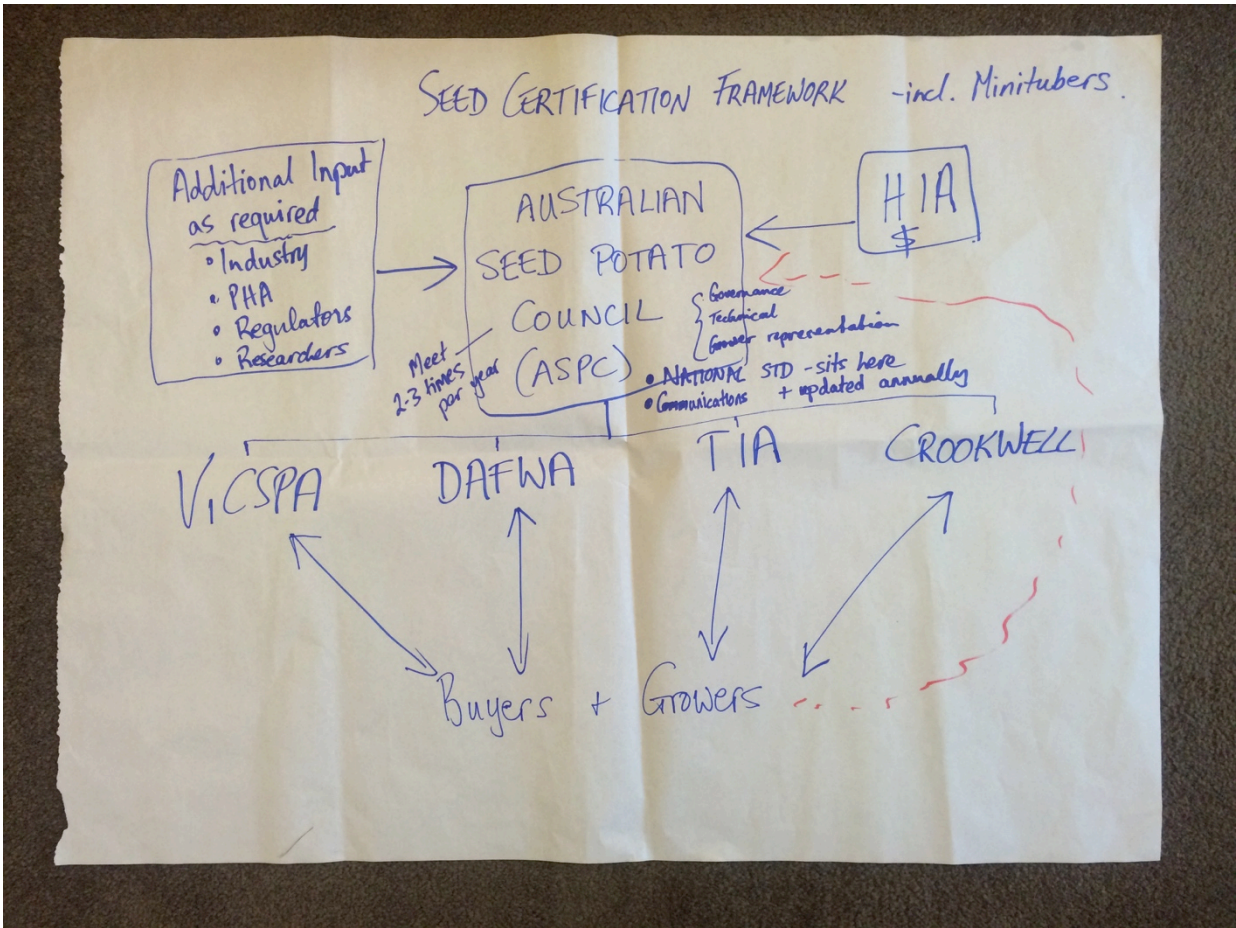 SEED CERTIFICATION FRAMEWORK -incl. Minitubers.
Additional Input
as required
• Industry
• PHA
• Regulators
• Researchers
AUSTRALIAN
SEED POTATO
COUNCIL
(ASPC)
Meet
2-3 times
per year
Governance
Technical
Grower representation
• NATIONAL STD - sits here
+ updated annually
• Communications
HIA
$
VICSPA
DAFWA
TIA
CROOKWELL
Buyers + Growers